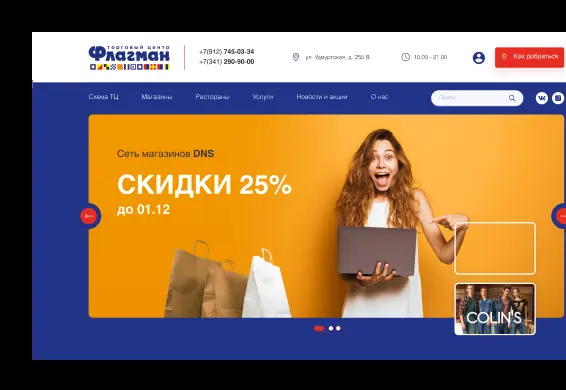 торговый центр
Флагман
+7(912) 745-03-34
+7(341) 290-90-00
ул. Удмуртская, д. 255 В
10:00 - 21:00
Как добраться
Схема ТЦ
Магазины
Рестораны
Услуги
Новости и акции
О нас
Поиск
Сеть магазинов DNS
СКИДКИ 25%
до 01.12
COLIN'S